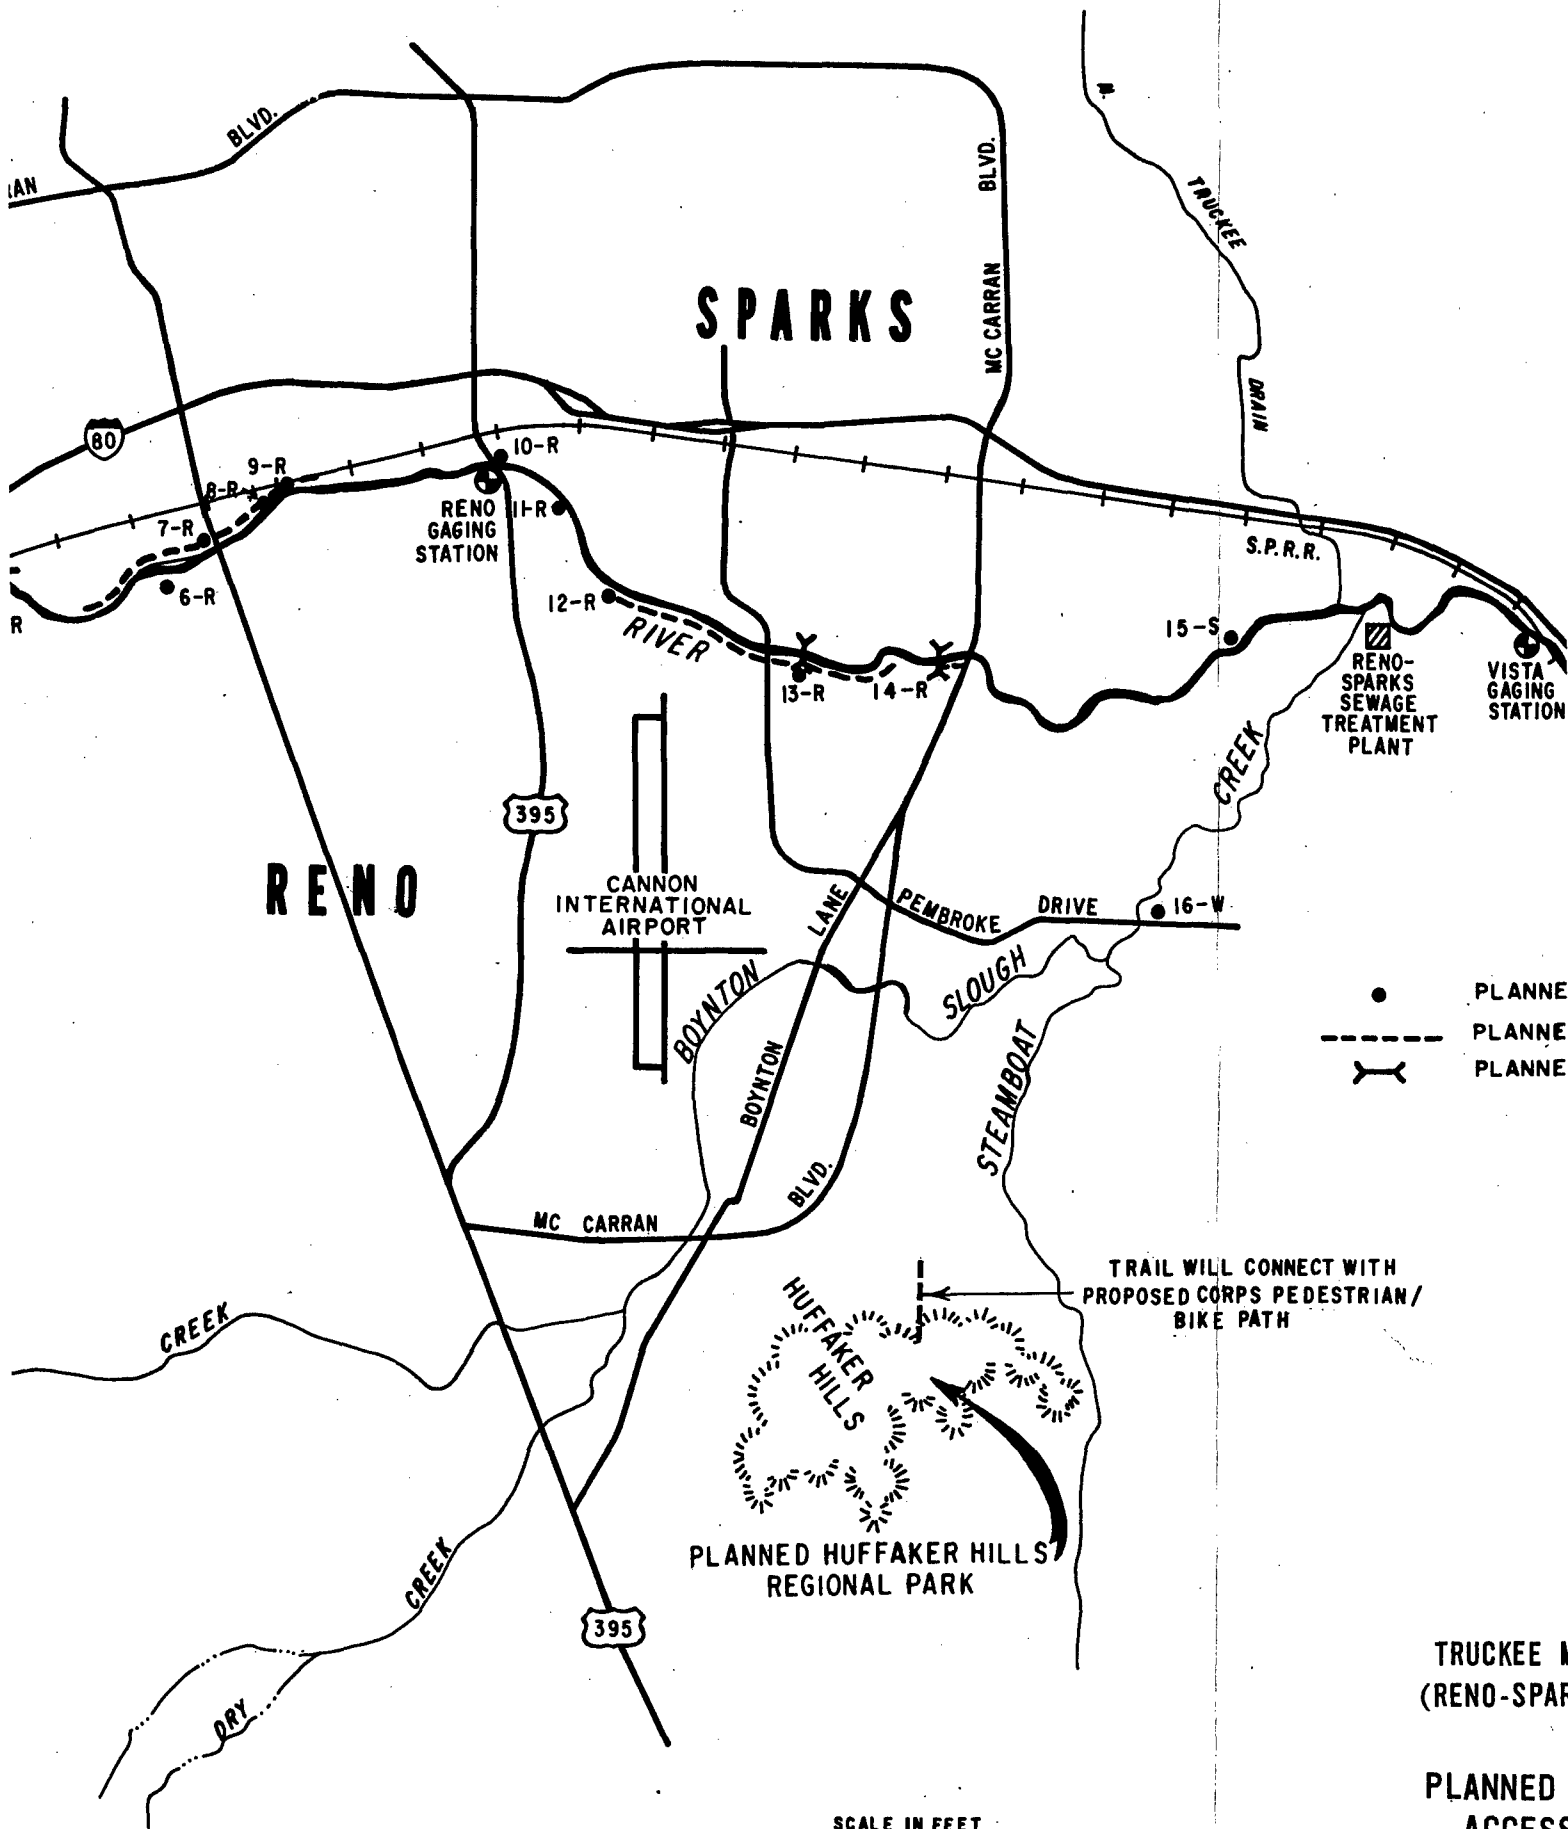 BLVD.
BLVD.
TRUCKEE
SPARKS
MC CARRAN
DRAIN
80
10-R
9-R
8-R
RENO
GAGING
STATION
11-R
7-R
S.P.R.R.
6-R
12-R
RIVER
15-S
R
RENO-
SPARKS
SEWAGE
TREATMENT
PLANT
VISTA
GAGING
STATION
13-R
14-R
CREEK
395
RENO
CANNON
INTERNATIONAL
AIRPORT
LANE
PEMBROKE DRIVE
16-W
BOYNTON
SLOUGH
STEAMBOAT
BOYNTON
PLANNE
PLANNE
PLANNE
BLVD.
MC CARRAN
TRAIL WILL CONNECT WITH
PROPOSED CORPS PEDESTRIAN/
BIKE PATH
HUFFAKER
HILLS
CREEK
PLANNED HUFFAKER HILLS
REGIONAL PARK
CREEK
395
DRY
TRUCKEE M
(RENO-SPAR
PLANNED
ACCESS
SCALE IN FEET